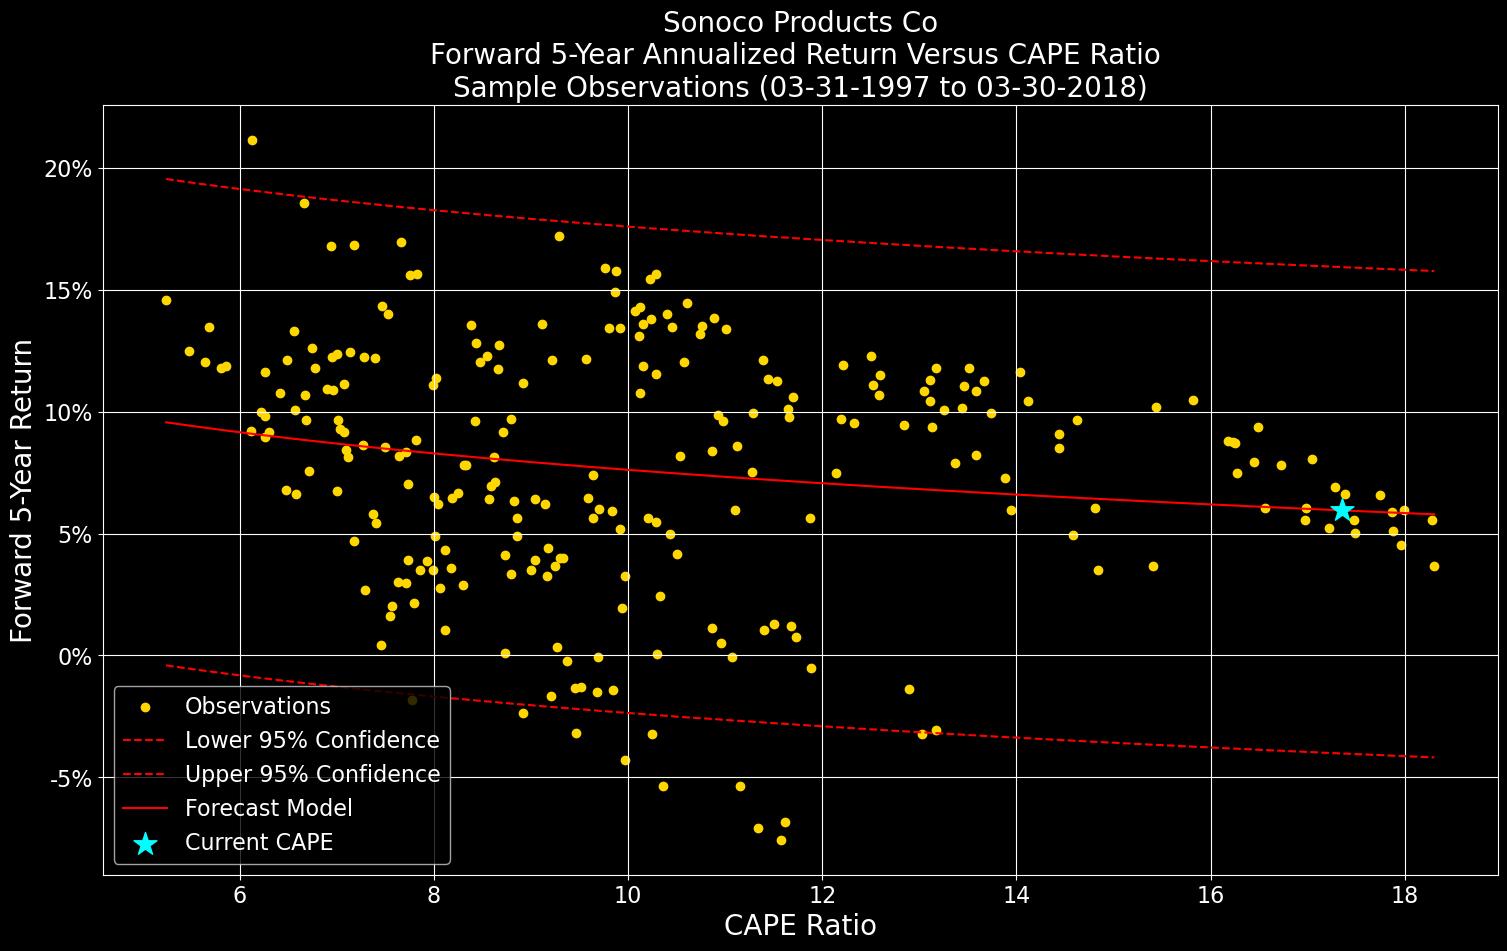 Sonoco Products Co
Forward 5-Year Annualized Return Versus CAPE Ratio
Sample Observations (03-31-1997 to 03-30-2018)
Forward 5-Year Return
20%
15%
10%
5%
0%
-5%
Observations
Lower 95% Confidence
Upper 95% Confidence
Forecast Model
Current CAPE
6 8 10 12 14 16 18
CAPE Ratio